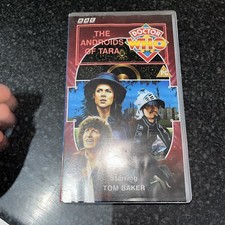 BBC
DOCTOR
WHO
THE
ANDROIDS
OF TARA
Starring
TOM BAKER